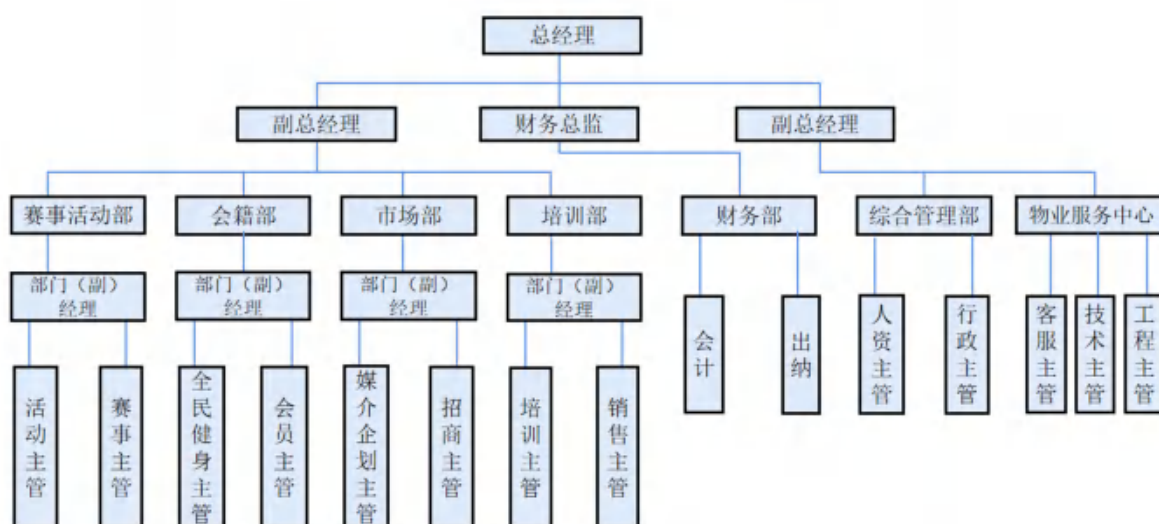 总经理
副总经理
财务总监
副总经理
赛事活动部
会籍部
市场部
培训部
财务部
综合管理部
物业服务中心
部门（副）
经理
部门（副）
经理
部门（副）
经理
部门（副）
经理
会计
出纳
人资主管
行政主管
客服主管
技术主管
工程主管
活动主管
赛事主管
全民健身主管
会员主管
媒介企划主管
招商主管
培训主管
销售主管